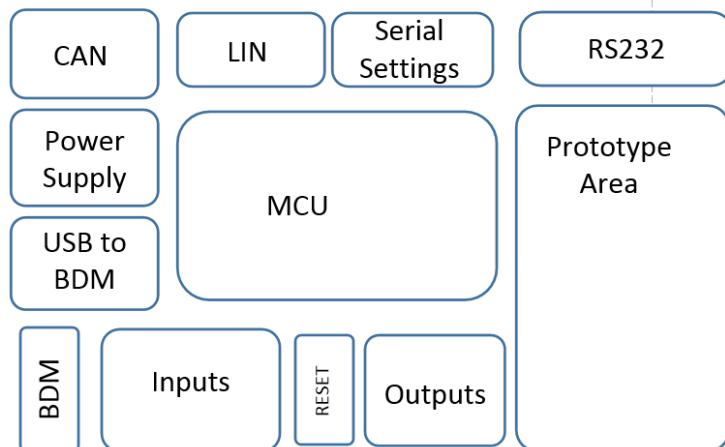 CAN
LIN
Serial
Settings
RS232
Power
Supply
MCU
Prototype
Area
USB to
BDM
BDM
Inputs
RESET
Outputs